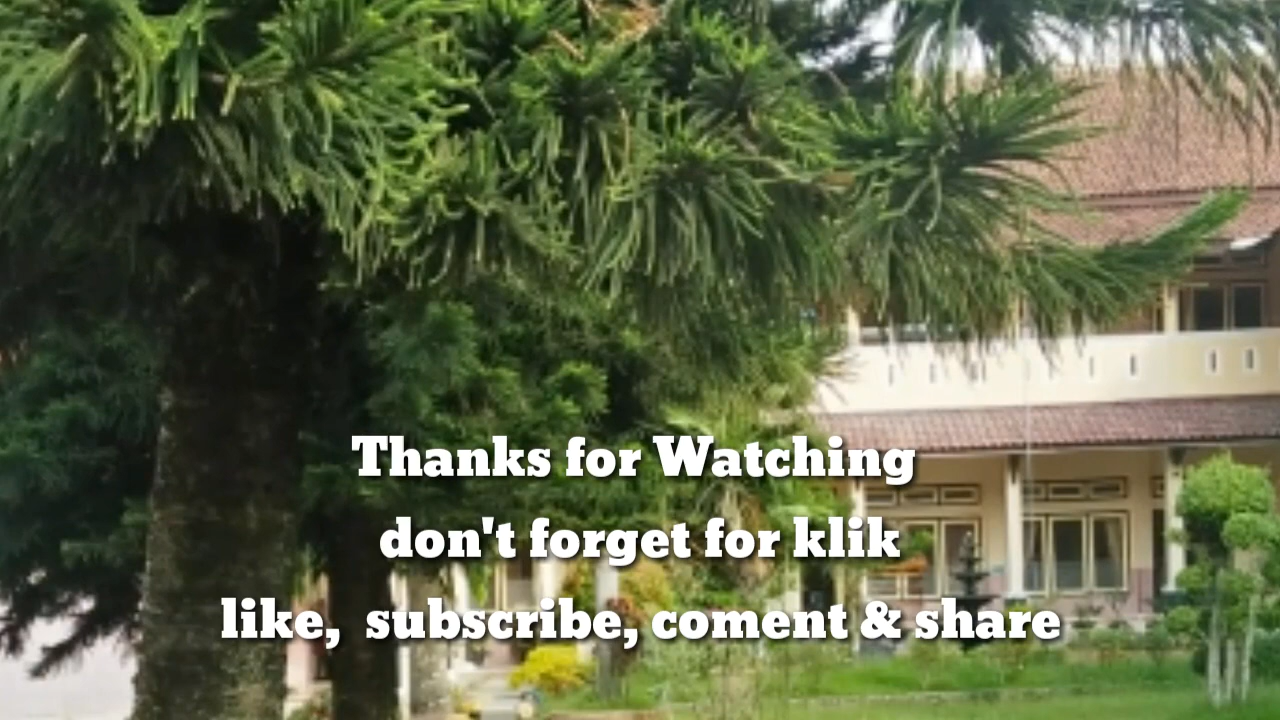 Thanks for Watching
don't forget for klik
like, subscribe, coment & share